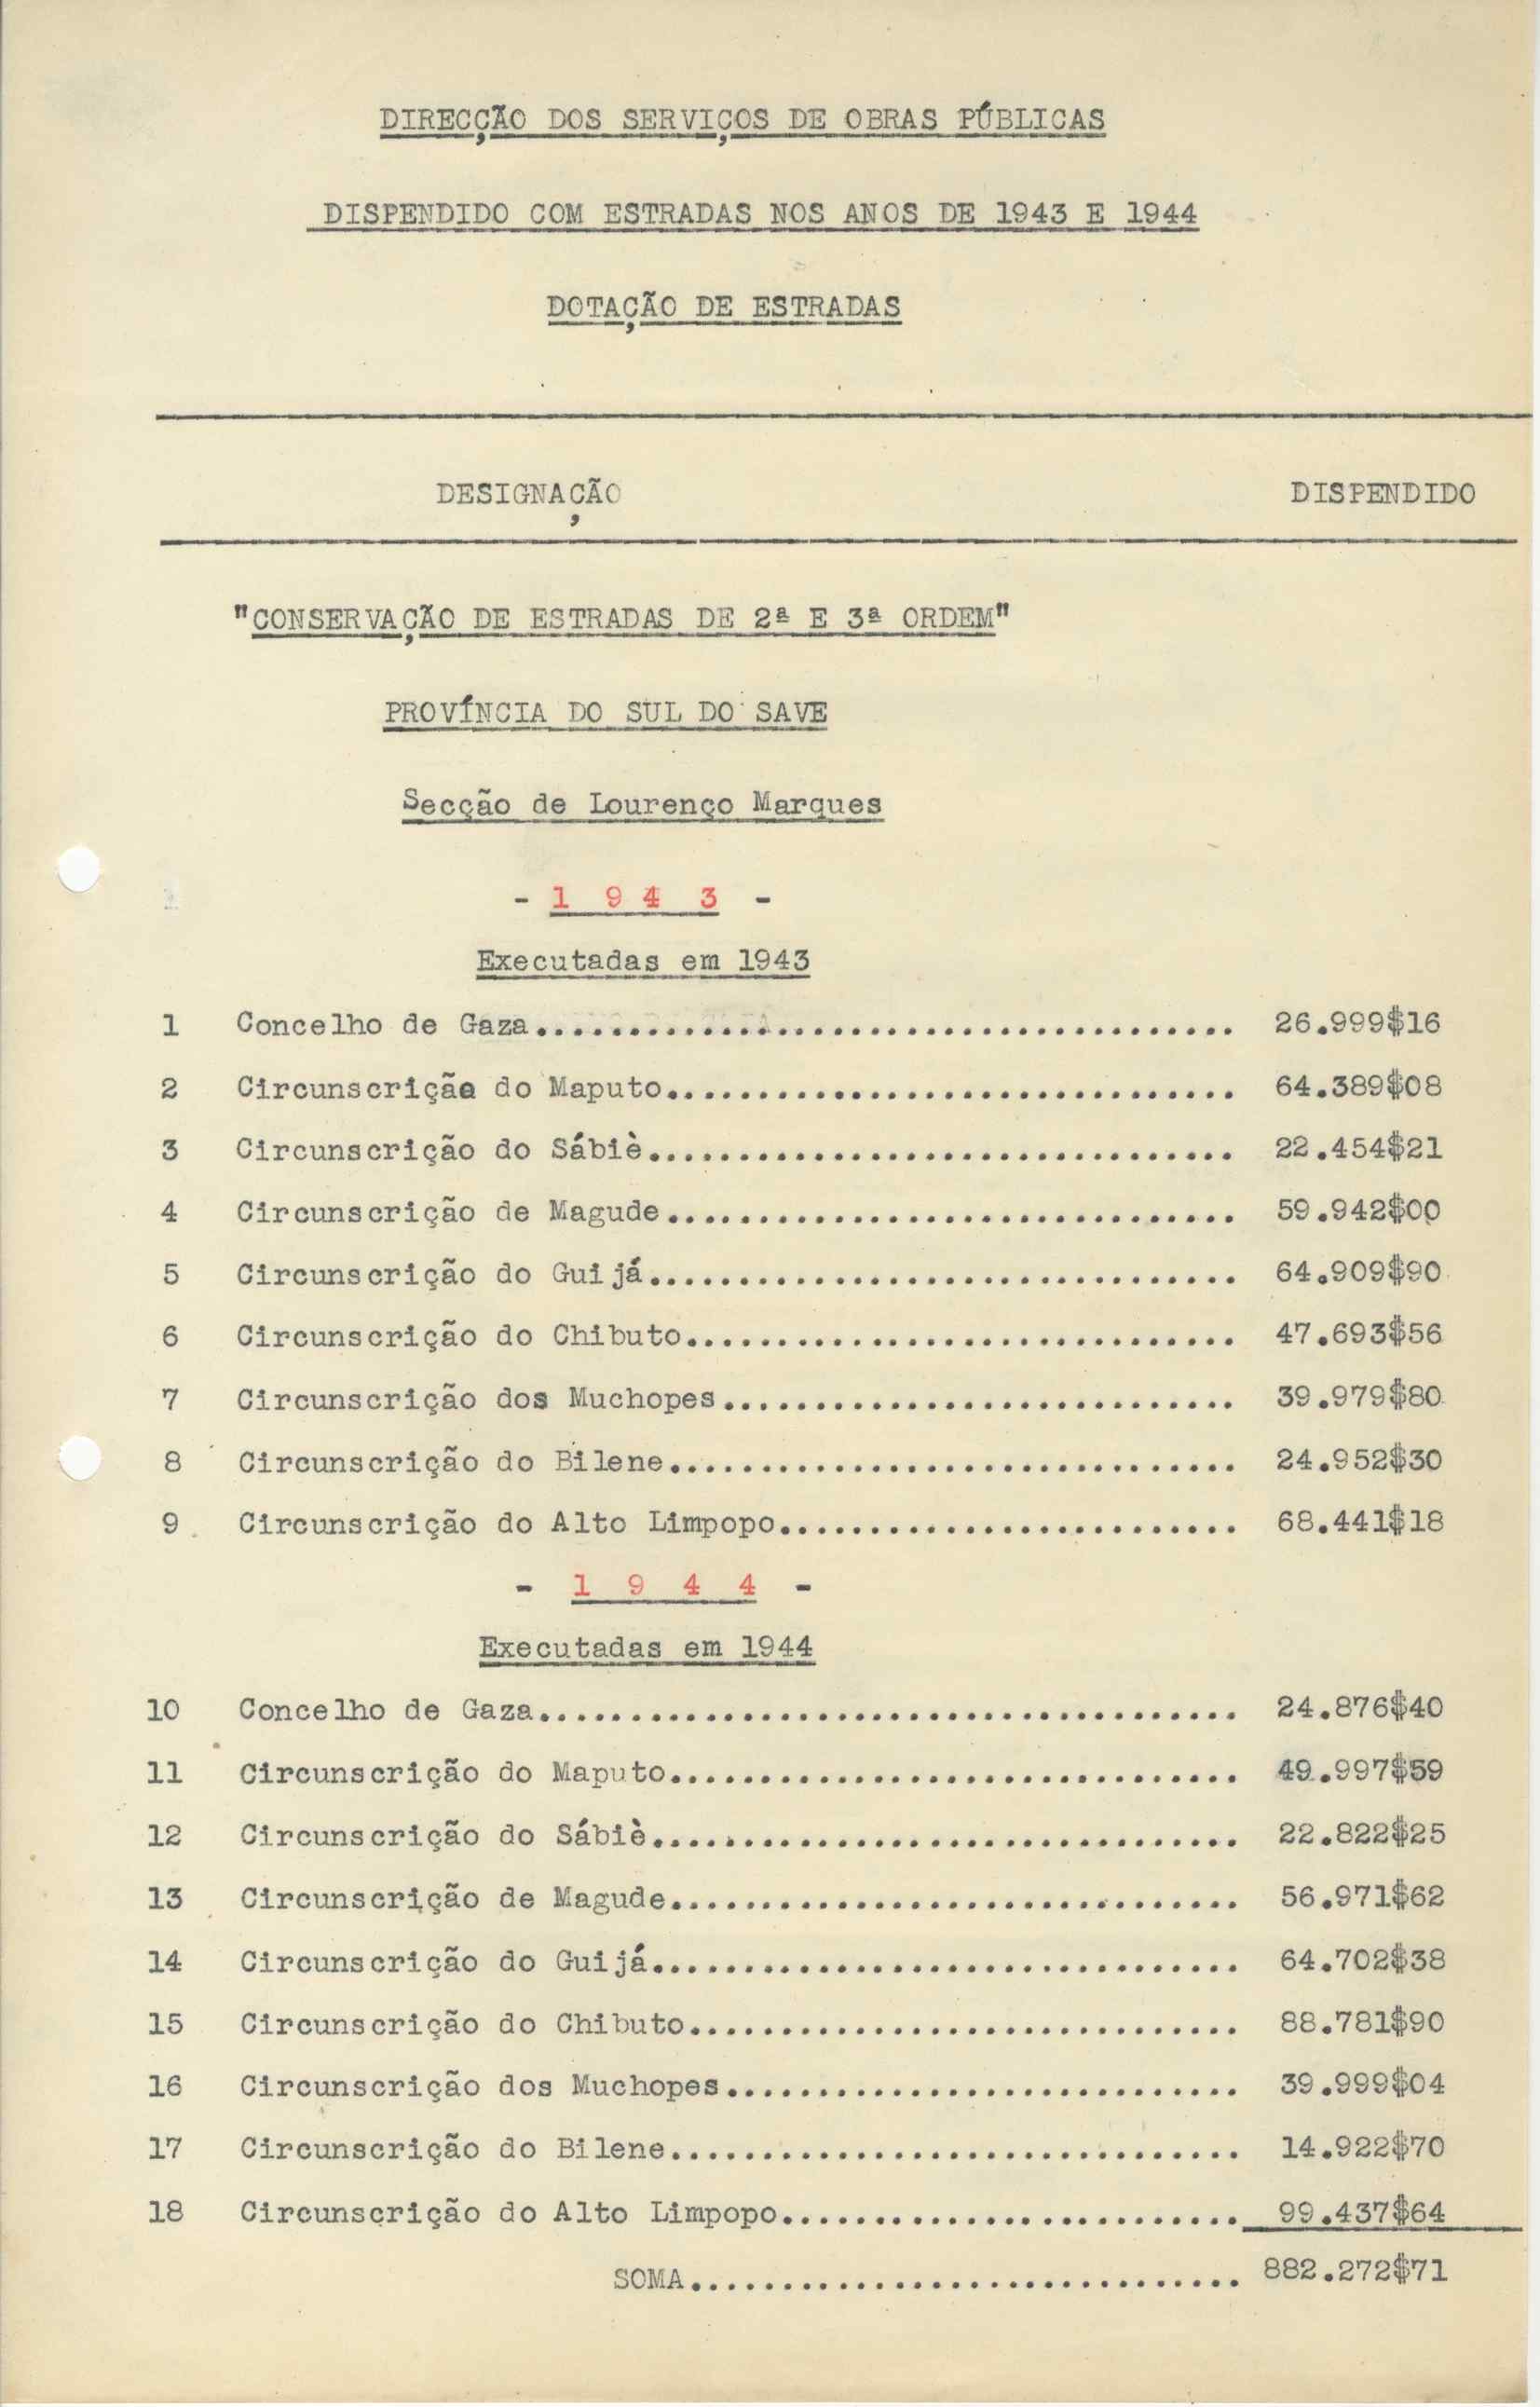 DIRECÇÃO DOS SERVIÇOS DE OBRAS PÚBLICAS
DISPENDIDO COM ESTRADAS NOS ANOS DE 1943 E 1944
DOTAÇÃO DE ESTRADAS
DESIGNAÇÃO DISPENDIDO
"CONSERVAÇÃO DE ESTRADAS DE 2ª E 3ª ORDEM"
PROVÍNCIA DO SUL DO SAVE
Secção de Lourenço Marques
- 1 9 4 3 -
Executadas em 1943
1 Concelho de Gaza...................................... 26.999$16
2 Circunscrição do Maputo............................... 64.389$08
3 Circunscrição do Sábiè................................ 22.454$21
4 Circunscrição de Magude............................... 59.942$00
5 Circunscrição do Guijá................................ 64.909$90
6 Circunscrição do Chibuto.............................. 47.693$56
7 Circunscrição dos Muchopes............................ 39.979$80
8 Circunscrição do Bilene............................... 24.952$30
9 Circunscrição do Alto Limpopo......................... 68.441$18
- 1 9 4 4 -
Executadas em 1944
10 Concelho de Gaza...................................... 24.876$40
11 Circunscrição do Maputo............................... 49.997$59
12 Circunscrição do Sábiè................................ 22.822$25
13 Circunscrição de Magude............................... 56.971$62
14 Circunscrição do Guijá................................ 64.702$38
15 Circunscrição do Chibuto.............................. 88.781$90
16 Circunscrição dos Muchopes............................ 39.999$04
17 Circunscrição do Bilene............................... 14.922$70
18 Circunscrição do Alto Limpopo......................... 99.437$64
SOMA.............................. 882.272$71